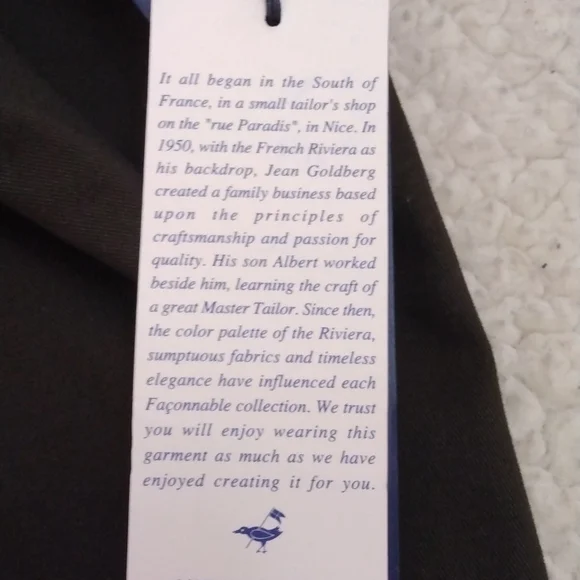 It all began in the South of
France, in a small tailor's shop
on the "rue Paradis", in Nice. In
1950, with the French Riviera as
his backdrop, Jean Goldberg
created a family business based
upon the principles of
craftsmanship and passion for
quality. His son Albert worked
beside him, learning the craft of
a great Master Tailor. Since then,
the color palette of the Riviera,
sumptuous fabrics and timeless
elegance have influenced each
Façonnable collection. We trust
you will enjoy wearing this
garment as much as we have
enjoyed creating it for you.